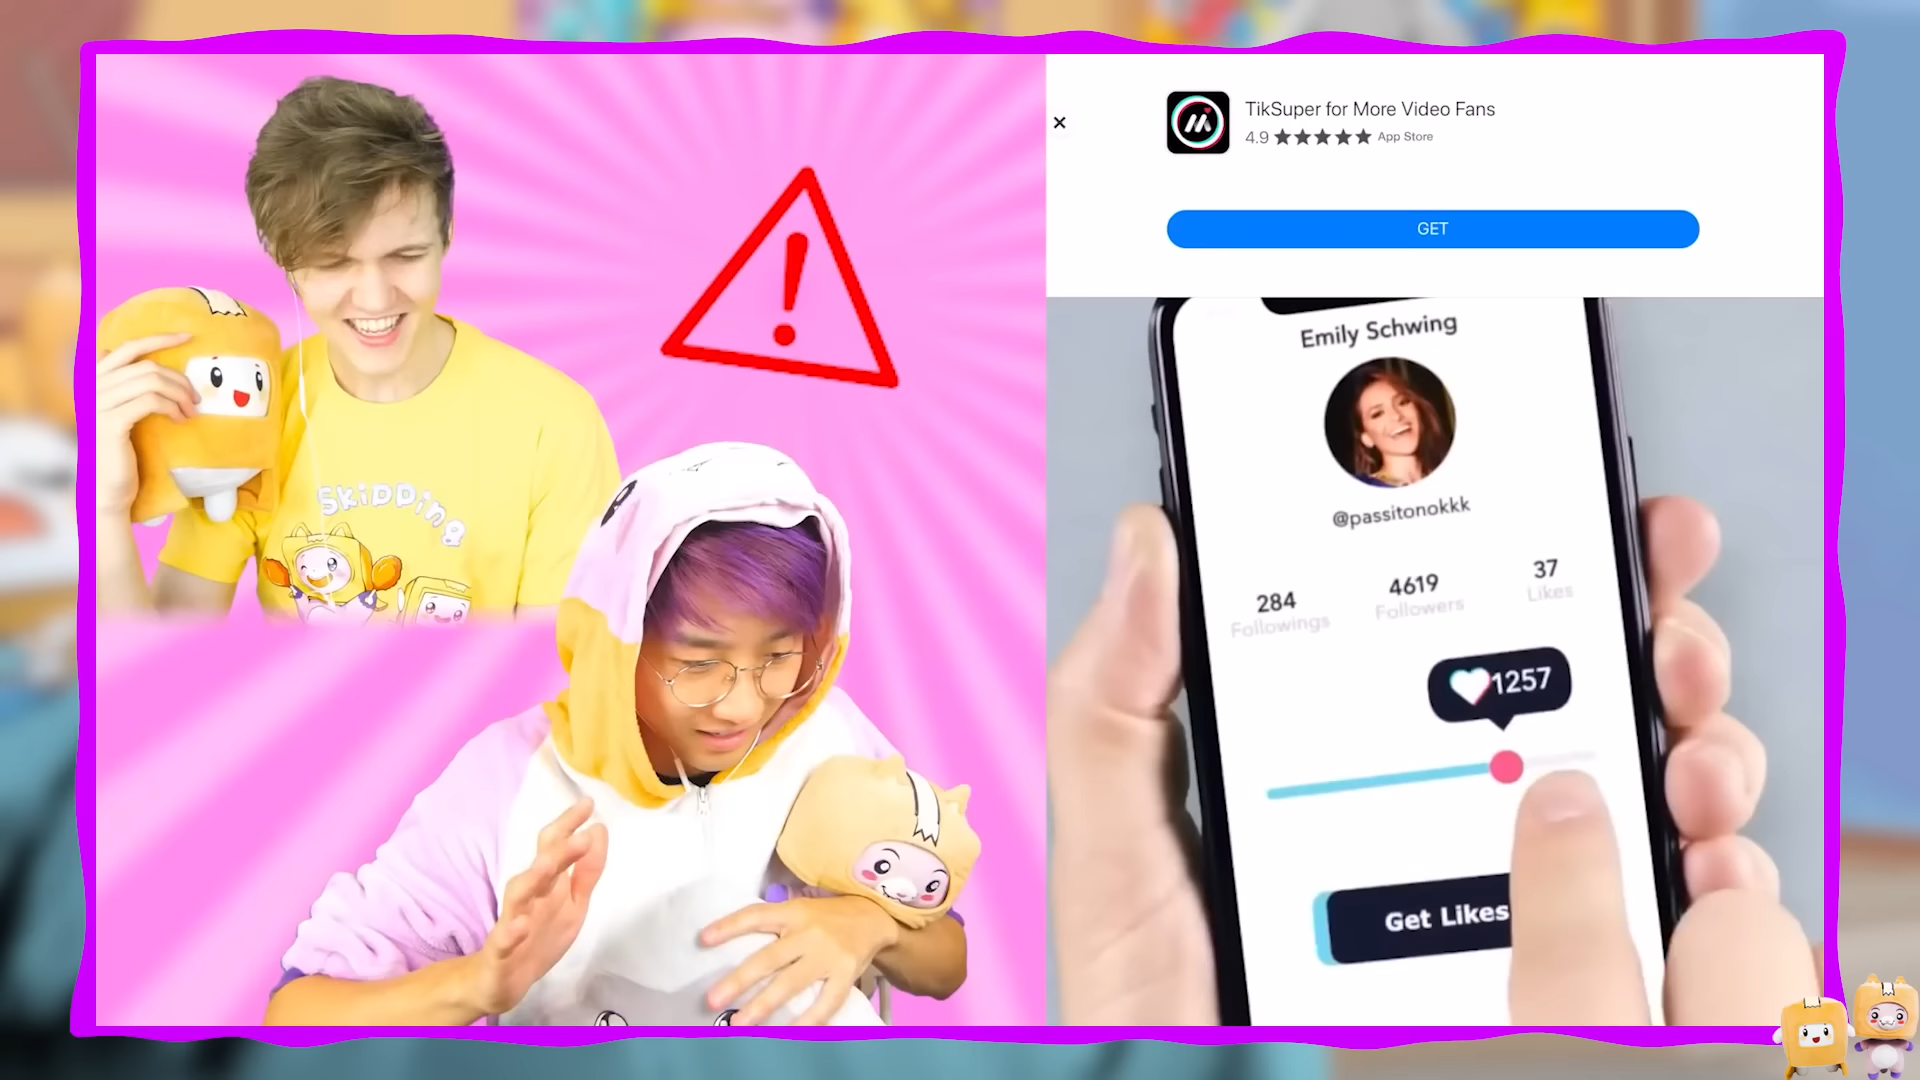 TikSuper for More Video Fans
4.9 ★★★★★ App Store
GET
Skipping
Emily Schwing
@passitonokkk
284 4619 37
Followings Followers Likes
1257
Get Likes